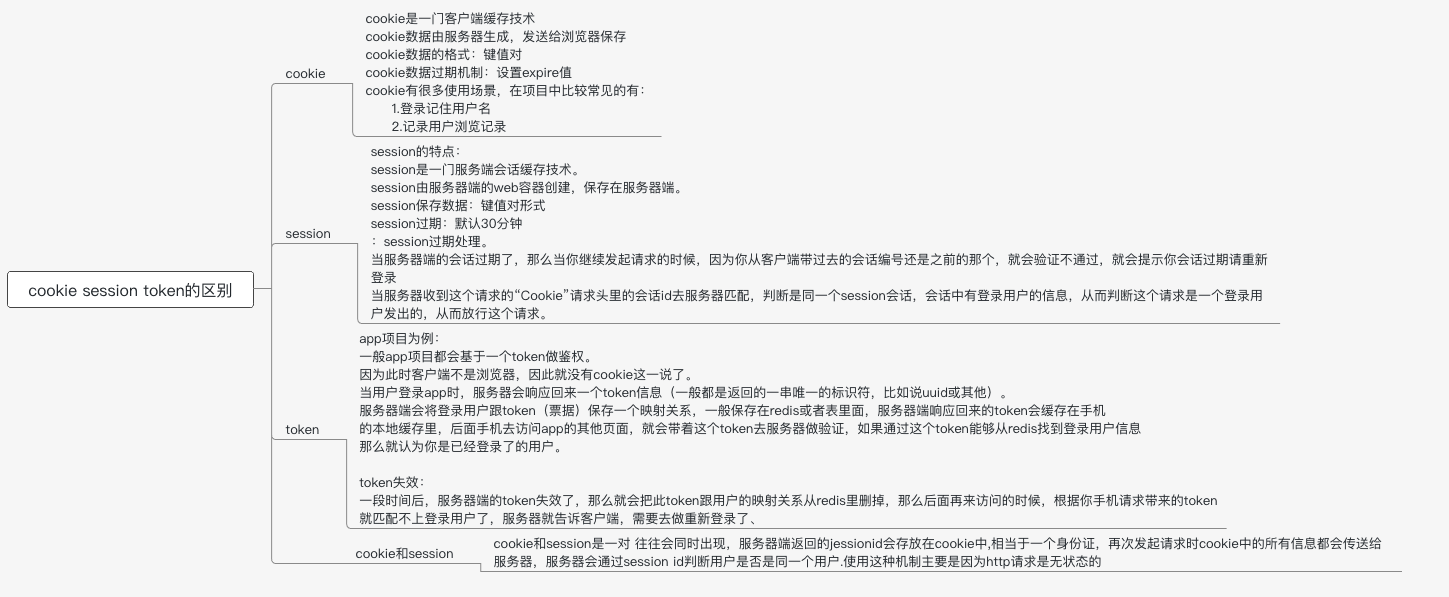 cookie session token的区别
cookie
cookie是一门客户端缓存技术
cookie数据由服务器生成，发送给浏览器保存
cookie数据的格式：键值对
cookie数据过期机制：设置expire值
cookie有很多使用场景，在项目中比较常见的有：
1.登录记住用户名
2.记录用户浏览记录
session
session的特点：
session是一门服务端会话缓存技术。
session由服务器端的web容器创建，保存在服务器端。
session保存数据：键值对形式
session过期：默认30分钟
：session过期处理。
当服务器端的会话过期了，那么当你继续发起请求的时候，因为你从客户端带过去的会话编号还是之前的那个，就会验证不通过，就会提示你会话过期请重新
登录
当服务器收到这个请求的“Cookie”请求头里的会话id去服务器匹配，判断是同一个session会话，会话中有登录用户的信息，从而判断这个请求是一个登录用
户发出的，从而放行这个请求。
token
app项目为例：
一般app项目都会基于一个token做鉴权。
因为此时客户端不是浏览器，因此就没有cookie这一说了。
当用户登录app时，服务器会响应回来一个token信息（一般都是返回的一串唯一的标识符，比如说uuid或其他）。
服务器端会将登录用户跟token（票据）保存一个映射关系，一般保存在redis或者表里面，服务器端响应回来的token会缓存在手机
的本地缓存里，后面手机去访问app的其他页面，就会带着这个token去服务器做验证，如果通过这个token能够从redis找到登录用户信息
那么就认为你是已经登录了的用户。
token失效：
一段时间后，服务器端的token失效了，那么就会把此token跟用户的映射关系从redis里删掉，那么后面再来访问的时候，根据你手机请求带来的token
就匹配不上登录用户了，服务器就告诉客户端，需要去做重新登录了、
cookie和session
cookie和session是一对 往往会同时出现，服务器端返回的jessionid会存放在cookie中,相当于一个身份证，再次发起请求时cookie中的所有信息都会传送给
服务器，服务器会通过session id判断用户是否是同一个用户.使用这种机制主要是因为http请求是无状态的